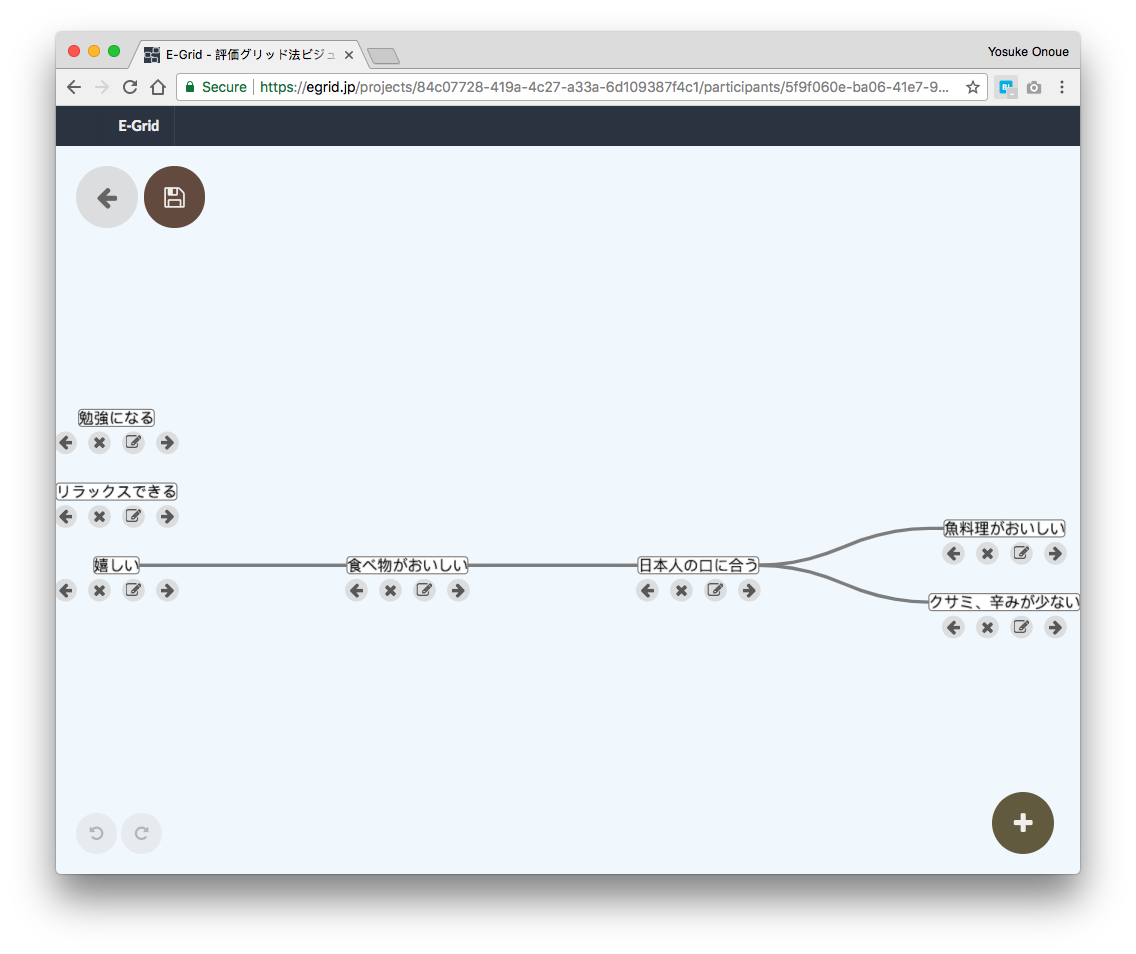 E-Grid - 評価グリッド法ビジュ
Yosuke Onoue
Secure https://egrid.jp/projects/84c07728-419a-4c27-a33a-6d109387f4c1/participants/5f9f060e-ba06-41e7-9...
E-Grid
勉強になる
リラックスできる
魚料理がおいしい
嬉しい 食べ物がおいしい 日本人の口に合う
クサミ、辛みが少ない